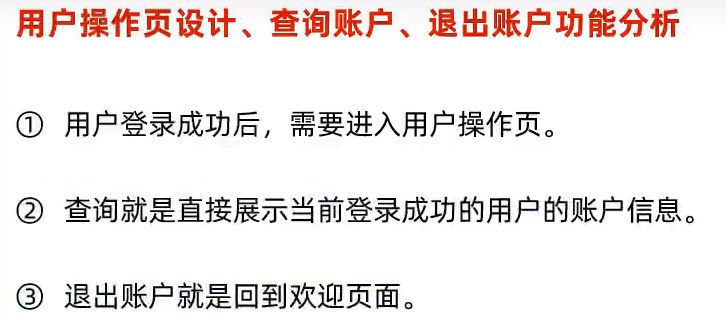 用户操作页设计、查询账户、退出账户功能分析
① 用户登录成功后，需要进入用户操作页。
② 查询就是直接展示当前登录成功的用户的账户信息。
③ 退出账户就是回到欢迎页面。